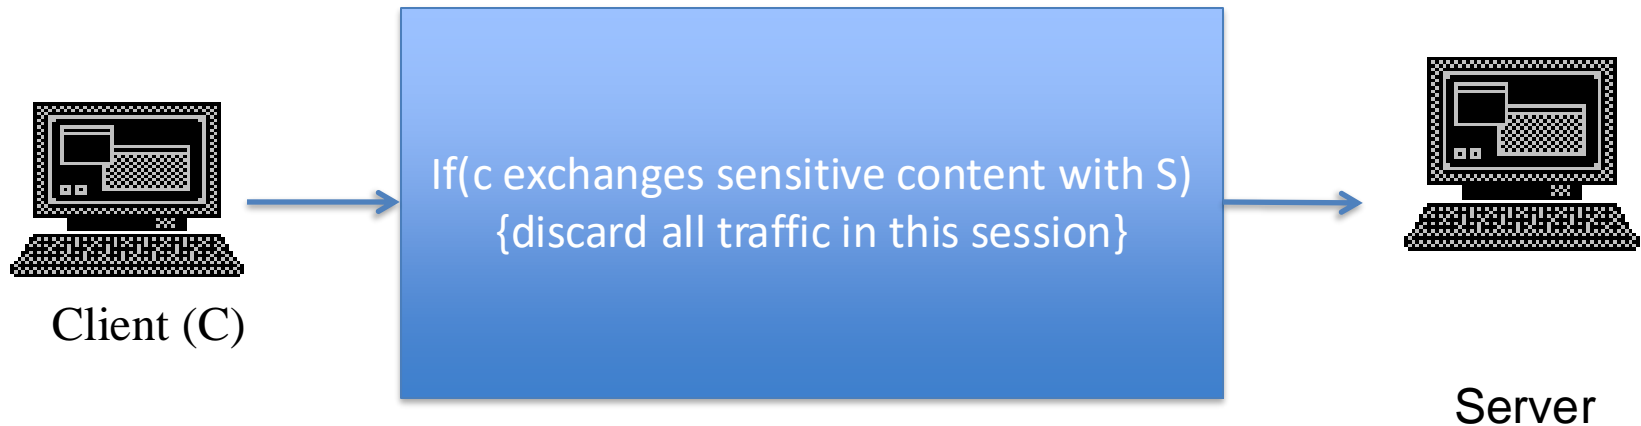 If(c exchanges sensitive content with S)
{discard all traffic in this session}
Client (C)
Server